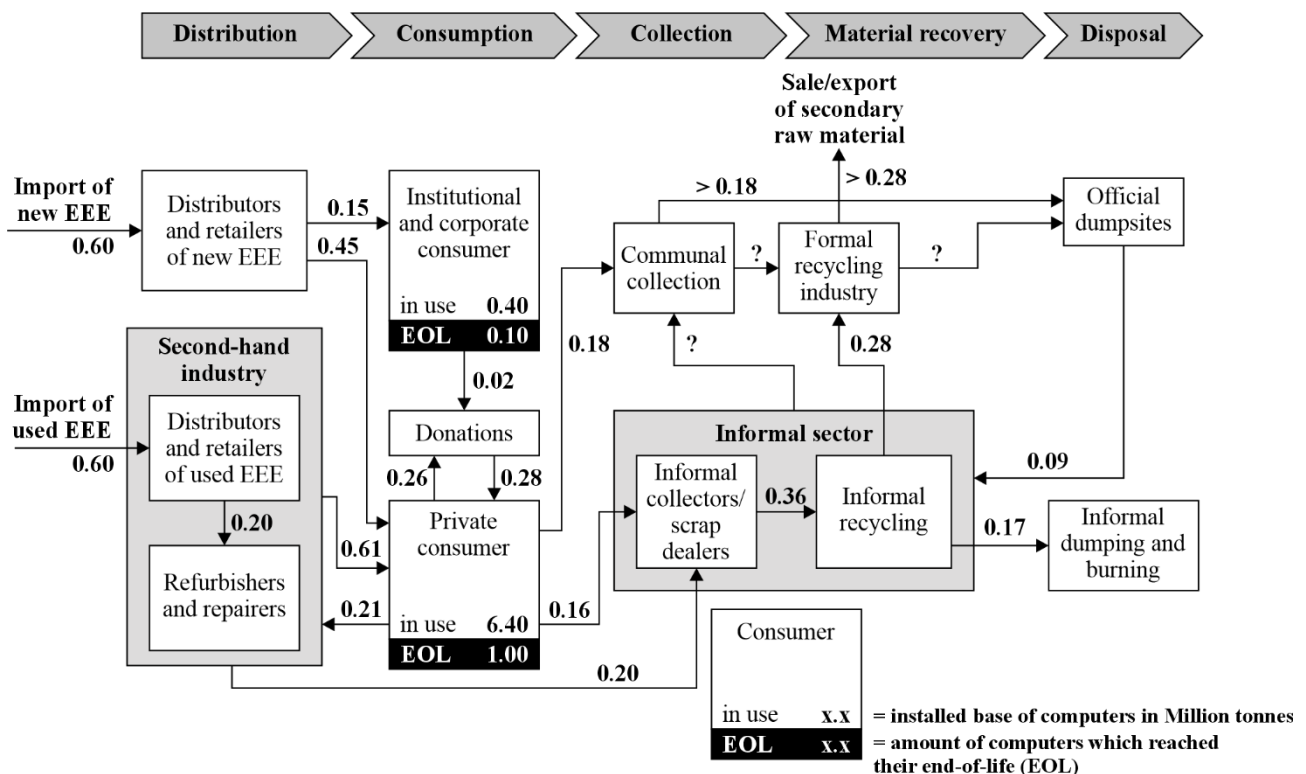 Distribution
Consumption
Collection
Material recovery
Disposal
Sale/export
of secondary
raw material
Import of
new EEE
0.60
Distributors
and retailers
of new EEE
0.15
0.45
Institutional
and corporate
consumer
in use 0.40
EOL 0.10
> 0.18
> 0.28
Communal
collection
?
Formal
recycling
industry
?
Official
dumpsites
Second-hand
industry
Import of
used EEE
0.60
Distributors
and retailers
of used EEE
0.20
Refurbishers
and repairers
0.02
Donations
0.26
0.28
0.18
?
0.28
0.61
0.21
Private
consumer
in use 6.40
EOL 1.00
0.16
0.20
Informal sector
Informal
collectors/
scrap
dealers
0.36
Informal
recycling
0.09
0.17
Informal
dumping and
burning
Consumer
in use x.x = installed base of computers in Million tonnes
EOL x.x = amount of computers which reached
their end-of-life (EOL)